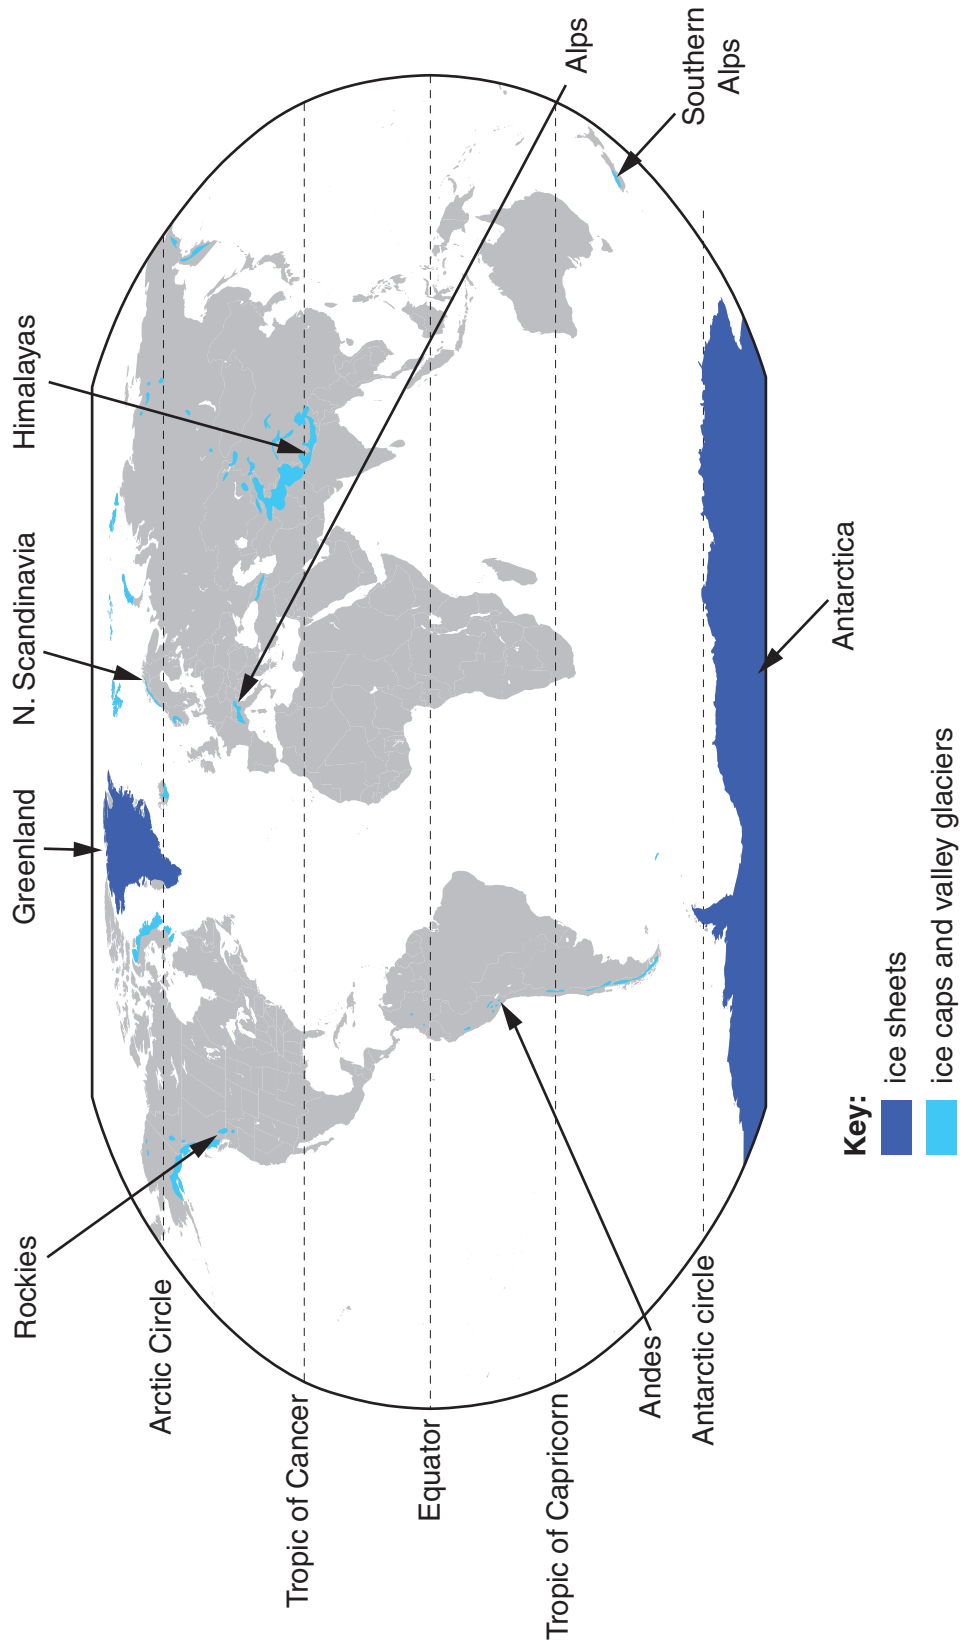 Rockies
Greenland
N. Scandinavia
Himalayas
Alps
Arctic Circle
Tropic of Cancer
Equator
Tropic of Capricorn
Andes
Antarctic circle
Southern
Alps
Antarctica
Key:
ice sheets
ice caps and valley glaciers